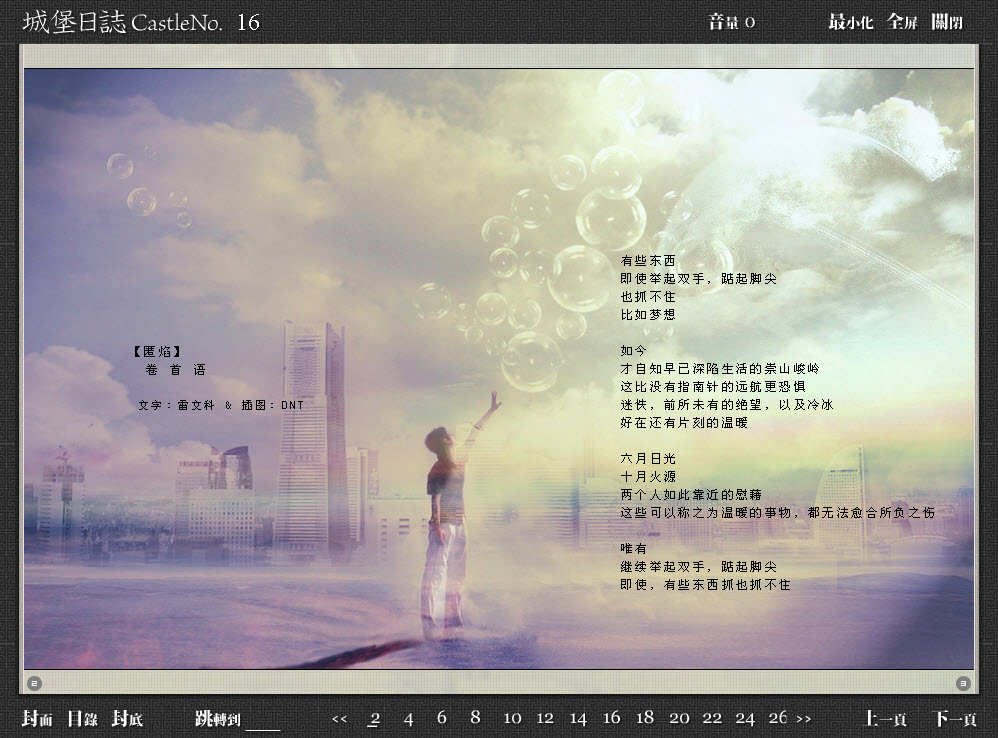 城堡日誌 CastleNo. 16
音量 0 最小化 全屏 關閉
【匿焰】
卷 首 语
文字：雷文科 & 插图：DNT
有些东西
即使举起双手，踮起脚尖
也抓不住
比如梦想
如今
才自知早已深陷生活的崇山峻岭
这比没有指南针的远航更恐惧
迷佚，前所未有的绝望，以及冷冰
好在还有片刻的温暖
六月日光
十月火源
两个人如此靠近的慰藉
这些可以称之为温暖的事物，都无法愈合所负之伤
唯有
继续举起双手，踮起脚尖
即使，有些东西抓也抓不住
2 3
封面 目錄 封底 跳轉到 << 2 4 6 8 10 12 14 16 18 20 22 24 26 >> 上一頁 下一頁